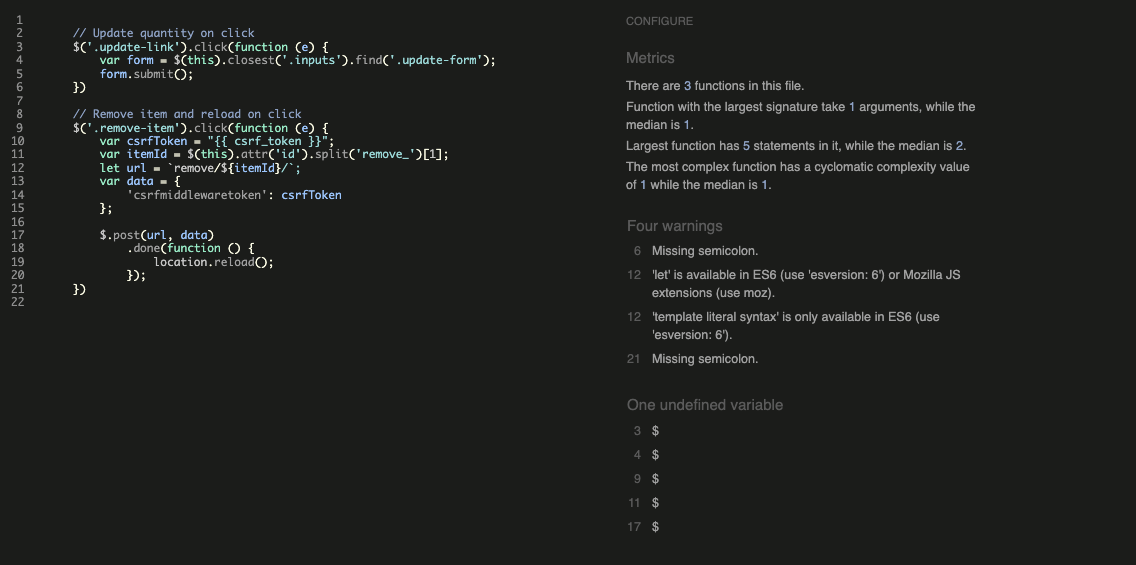 1
2 // Update quantity on click
3 $('.update-link').click(function (e) {
4 var form = $(this).closest('.inputs').find('.update-form');
5 form.submit();
6 })
7
8 // Remove item and reload on click
9 $('.remove-item').click(function (e) {
10 var csrfToken = "{{ csrf_token }}";
11 var itemId = $(this).attr('id').split('remove_')[1];
12 let url = `remove/${itemId}/`;
13 var data = {
14 'csrfmiddlewaretoken': csrfToken
15 };
16
17 $.post(url, data)
18 .done(function () {
19 location.reload();
20 });
21 })
22
CONFIGURE
Metrics
There are 3 functions in this file.
Function with the largest signature take 1 arguments, while the
median is 1.
Largest function has 5 statements in it, while the median is 2.
The most complex function has a cyclomatic complexity value
of 1 while the median is 1.
Four warnings
6 Missing semicolon.
12 'let' is available in ES6 (use 'esversion: 6') or Mozilla JS
extensions (use moz).
12 'template literal syntax' is only available in ES6 (use
'esversion: 6').
21 Missing semicolon.
One undefined variable
3 $
4 $
9 $
11 $
17 $